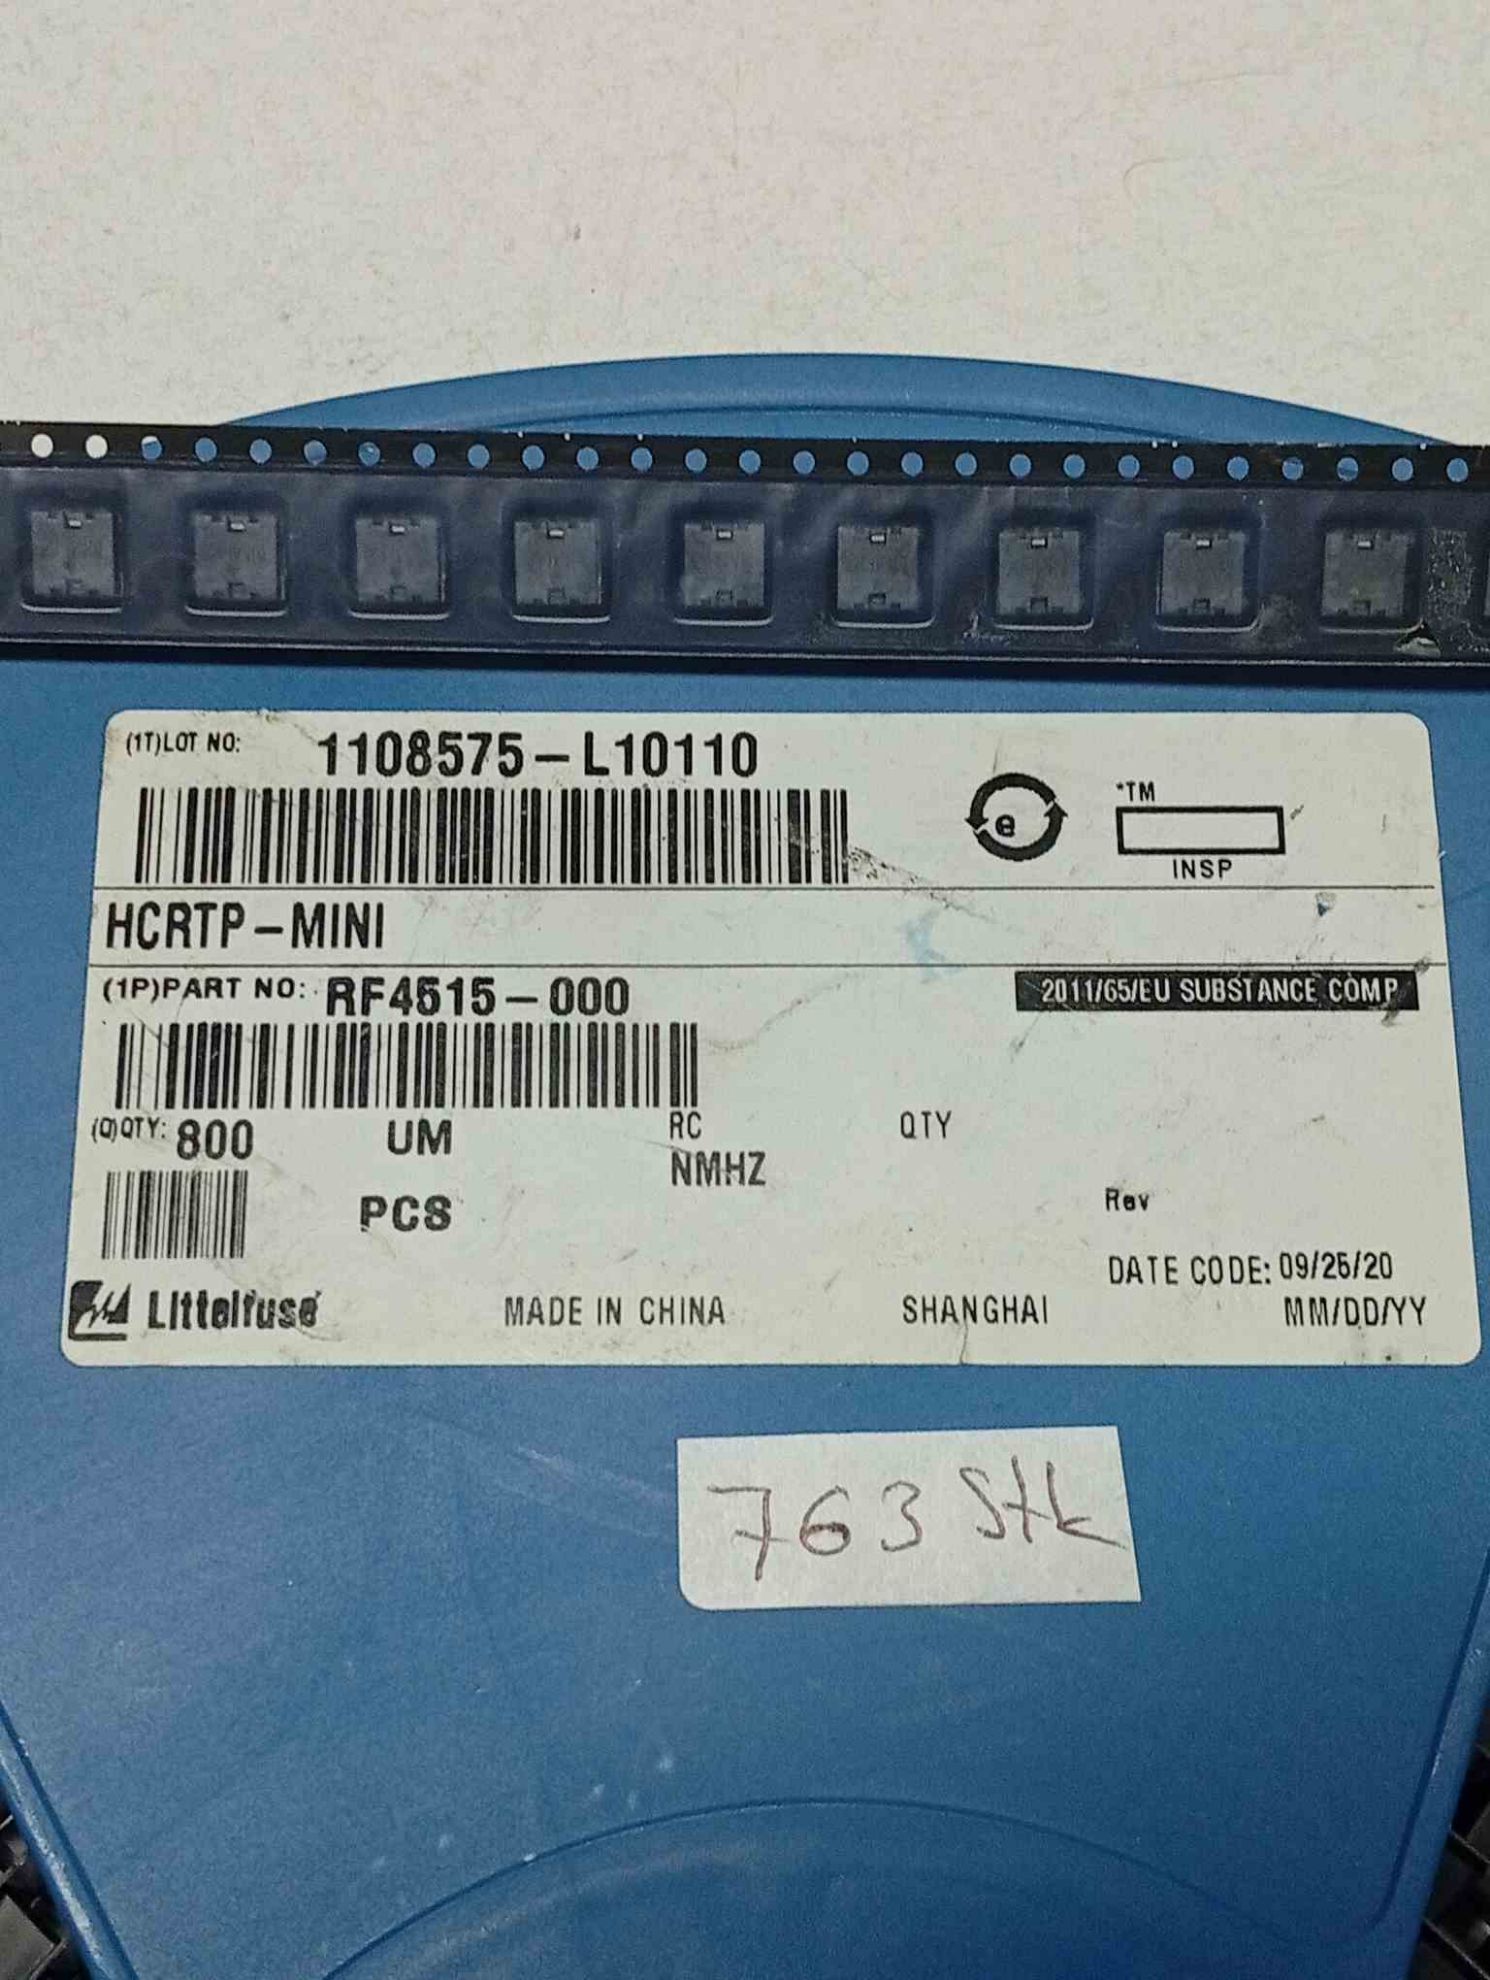 (1T)LOT NO: 1108575-L10110
e
*TM
INSP
HCRTP-MINI
(1P)PART NO: RF4515-000
2011/65/EU SUBSTANCE COMP
(Q)QTY: 800 UM RC QTY
NMHZ
PCS
Rev
DATE CODE: 09/25/20
Littelfuse MADE IN CHINA SHANGHAI MM/DD/YY
763 Stk